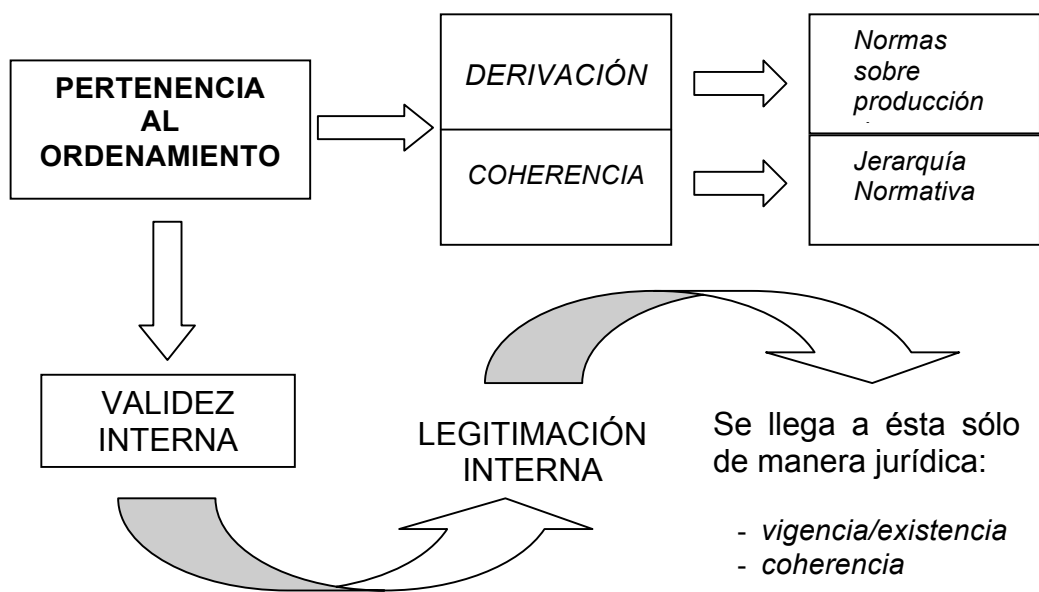 PERTENENCIA
AL
ORDENAMIENTO
DERIVACIÓN
Normas
sobre
producción
COHERENCIA
Jerarquía
Normativa
VALIDEZ
INTERNA
LEGITIMACIÓN
INTERNA
Se llega a ésta sólo
de manera jurídica:
- vigencia/existencia
- coherencia